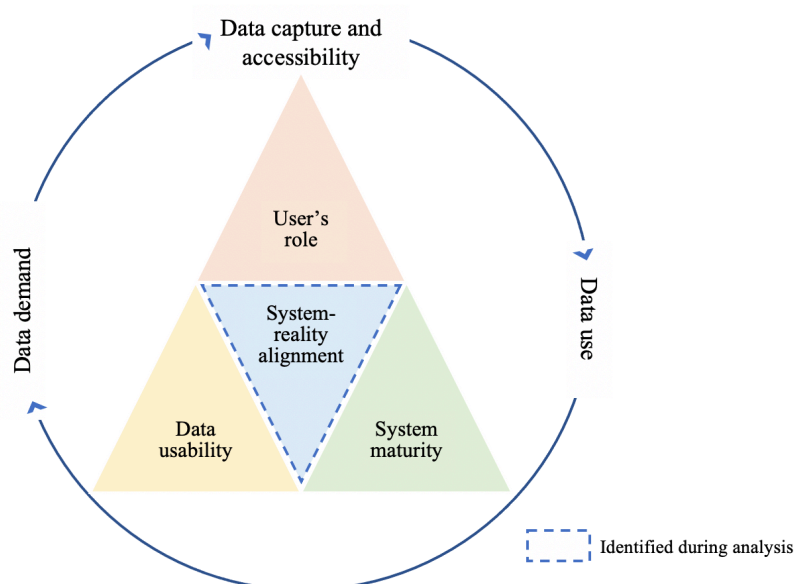 Data capture and
accessibility
User’s
role
Data demand
System-
reality
alignment
Data use
Data
usability
System
maturity
Identified during analysis